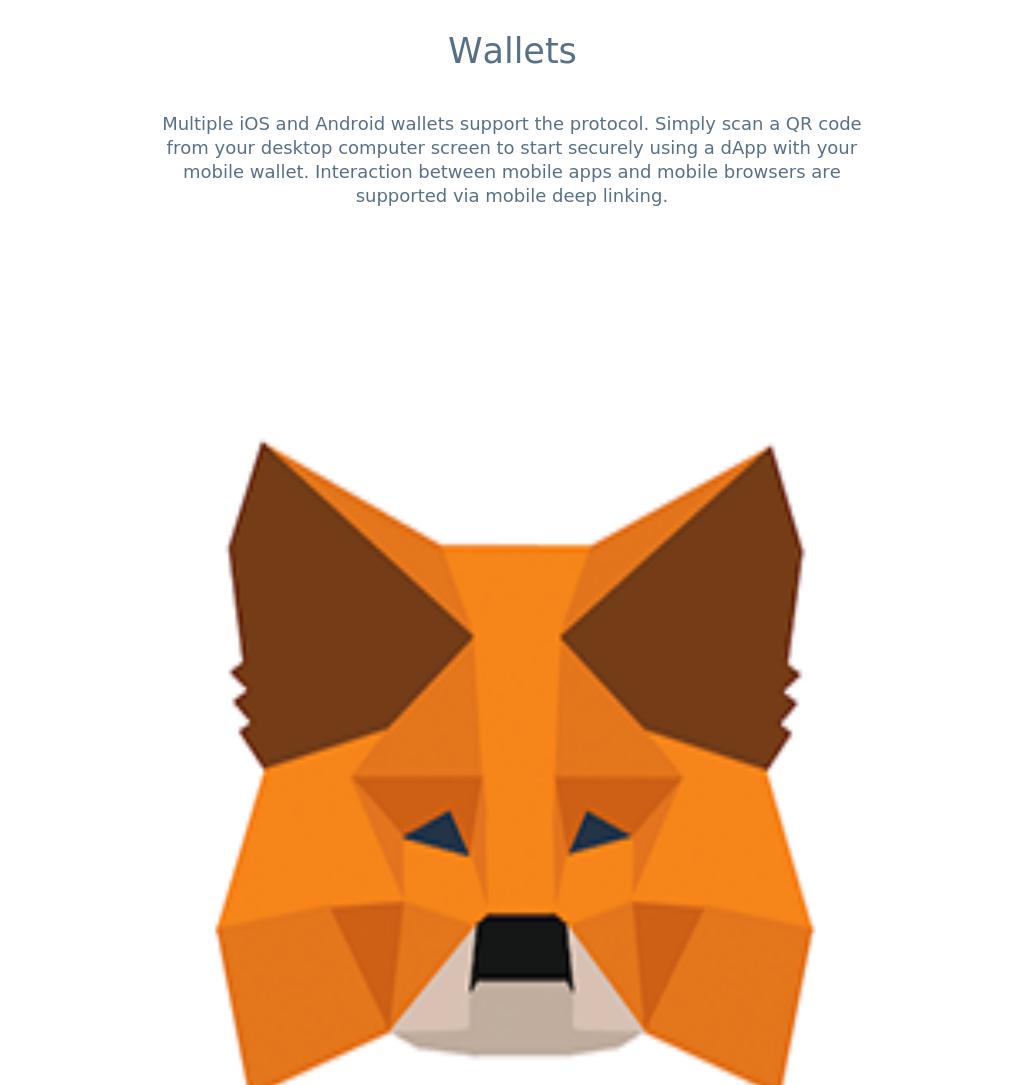 Wallets
Multiple iOS and Android wallets support the protocol. Simply scan a QR code
from your desktop computer screen to start securely using a dApp with your
mobile wallet. Interaction between mobile apps and mobile browsers are
supported via mobile deep linking.